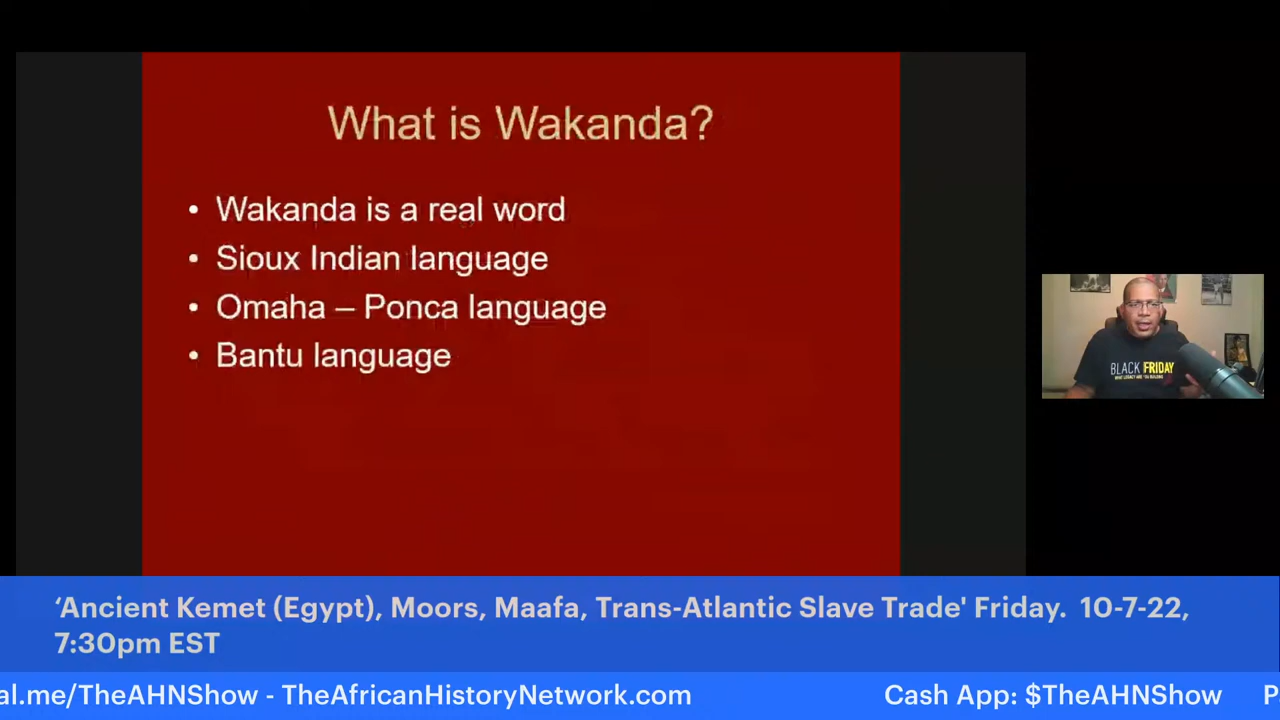 What is Wakanda?
• Wakanda is a real word
• Sioux Indian language
• Omaha – Ponca language
• Bantu language
BLACK FRIDAY
‘Ancient Kemet (Egypt), Moors, Maafa, Trans-Atlantic Slave Trade' Friday. 10-7-22,
7:30pm EST
al.me/TheAHNShow - TheAfricanHistoryNetwork.com Cash App: $TheAHNShow P